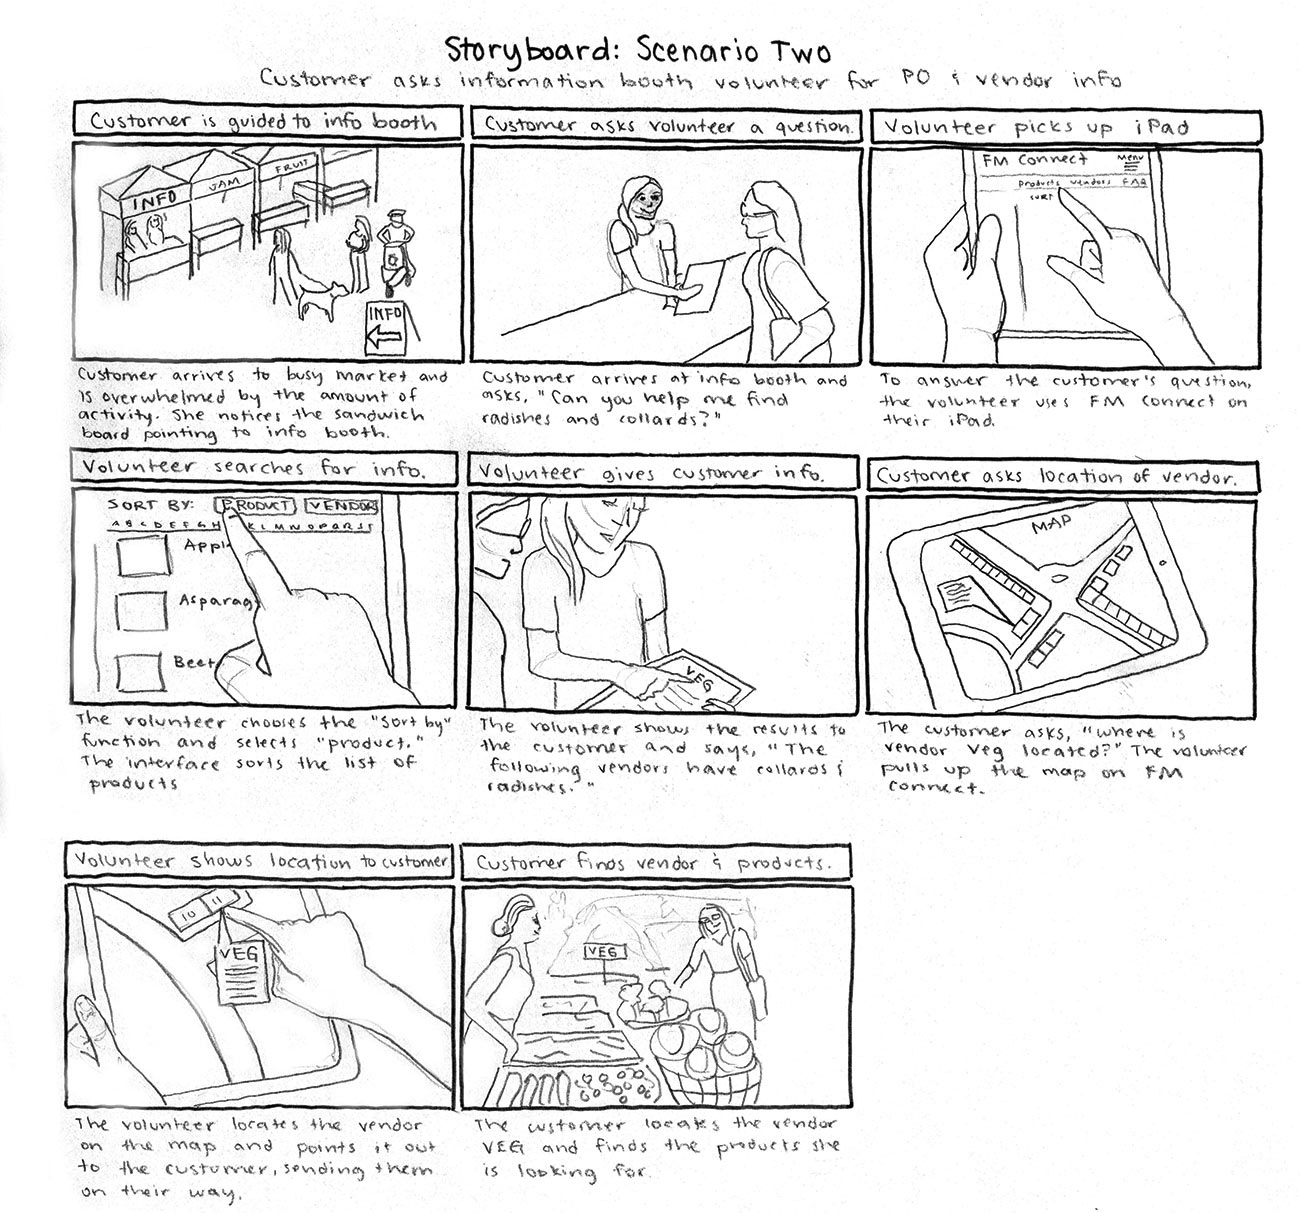 Storyboard: Scenario Two
Customer asks information booth volunteer for PO & vendor info
Customer is guided to info booth
INFO
JAM
FRUIT
INFO
Customer arrives to busy market and
is overwhelmed by the amount of
activity. She notices the sandwich
board pointing to info booth.
Customer asks volunteer a question.
Customer arrives at info booth and
asks, "Can you help me find
radishes and collards?"
Volunteer picks up iPad
FM Connect
Menu
products vendors FAQ
SORT
To answer the customer's question,
the volunteer uses FM Connect on
their iPad.
Volunteer searches for info.
SORT BY: PRODUCT VENDOR
A B C D E F G H K L M N O P Q R S T
Appl
Asparag
Beet
The volunteer chooses the "Sort by"
function and selects "product."
The interface sorts the list of
products
Volunteer gives customer info.
VEG
The volunteer shows the results to
the customer and says, "The
following vendors have collards &
radishes."
Customer asks location of vendor.
MAP
The customer asks, "where is
vendor Veg located?" The volunteer
pulls up the map on FM
Connect.
Volunteer shows location to customer
10 11
VEG
The volunteer locates the vendor
on the map and points it out
to the customer, sending them
on their way.
Customer finds vendor & products.
VEG
The customer locates the vendor
VEG and finds the products she
is looking for.